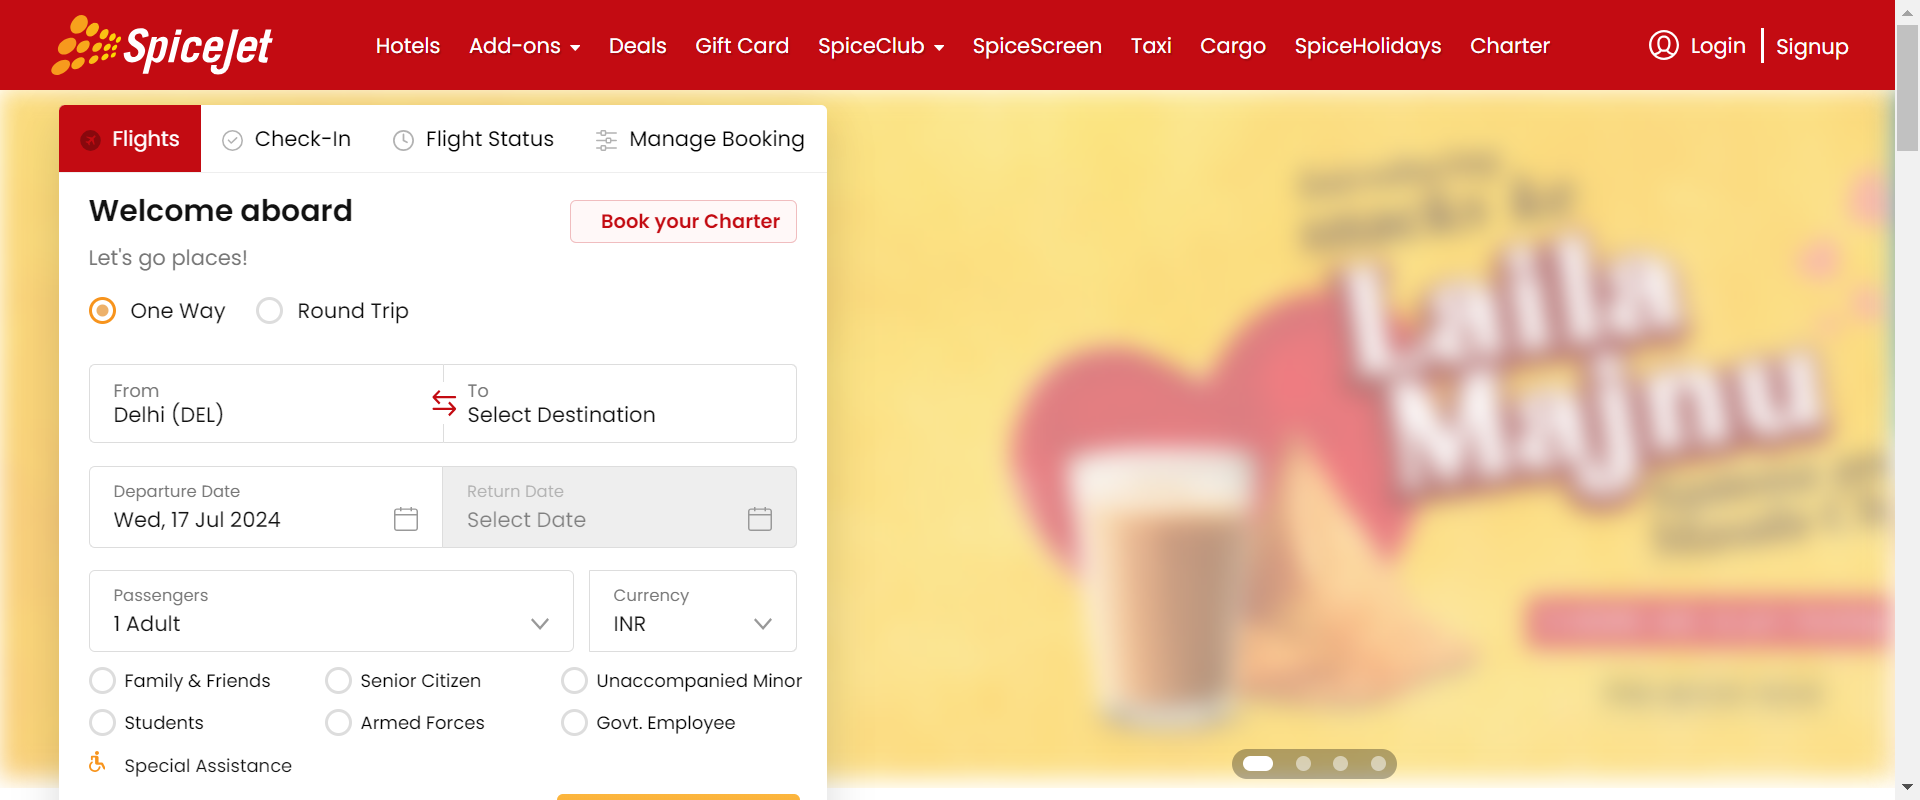 SpiceJet
Hotels Add-ons Deals Gift Card SpiceClub SpiceScreen Taxi Cargo SpiceHolidays Charter
Login Signup
Flights Check-In Flight Status Manage Booking
Welcome aboard
Book your Charter
Let's go places!
One Way Round Trip
From
Delhi (DEL)
To
Select Destination
Departure Date
Wed, 17 Jul 2024
Return Date
Select Date
Passengers
1 Adult
Currency
INR
Family & Friends Senior Citizen Unaccompanied Minor
Students Armed Forces Govt. Employee
Special Assistance
Laila
Majnu